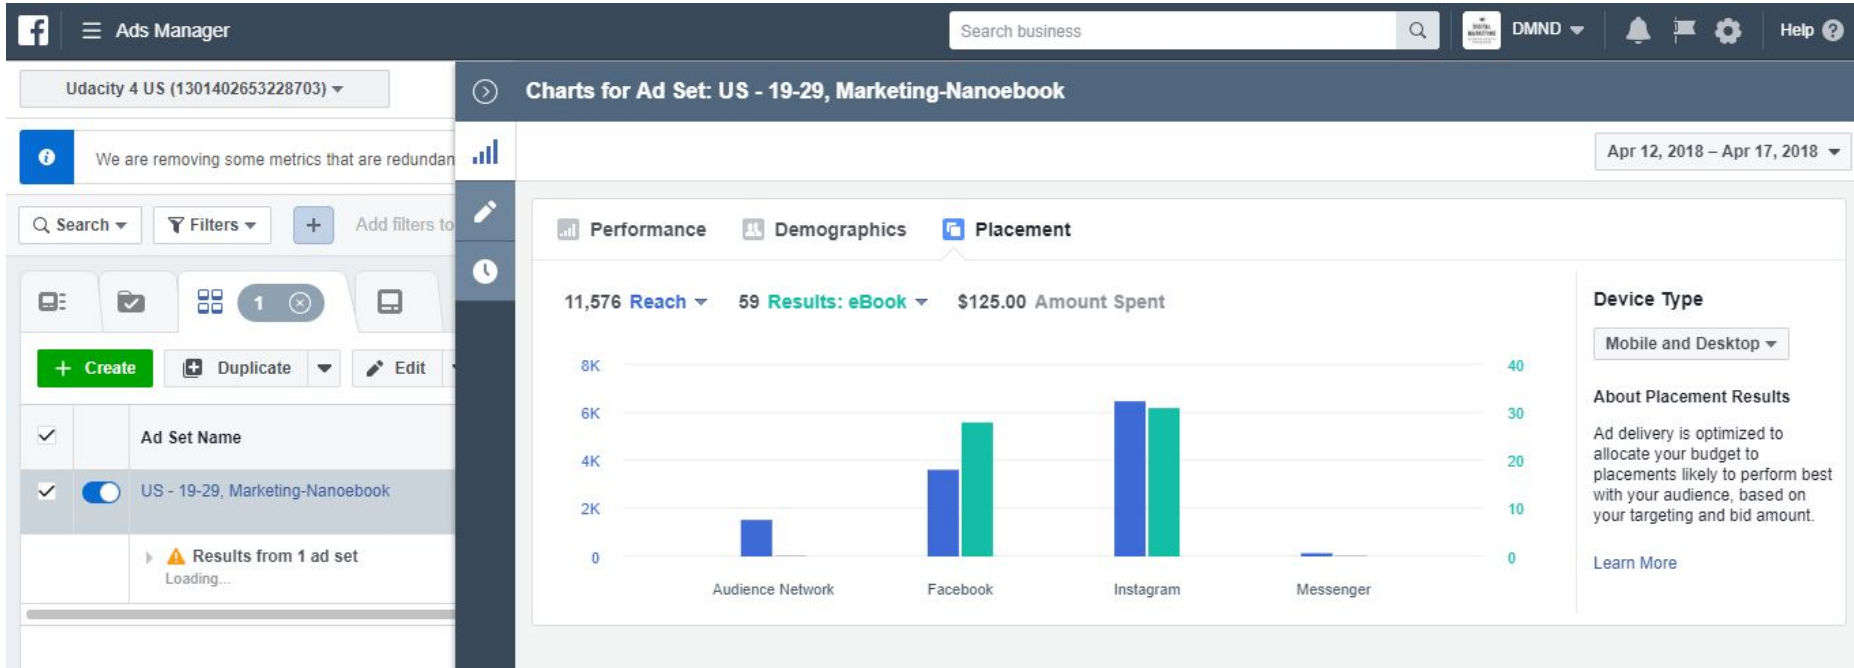 Ads Manager
Search business
DMND
Help
Udacity 4 US (1301402653228703)
Charts for Ad Set: US - 19-29, Marketing-Nanoebook
We are removing some metrics that are redundan
Apr 12, 2018 – Apr 17, 2018
Search
Filters
+
Add filters to
Performance
Demographics
Placement
1
11,576 Reach
59 Results: eBook
$125.00 Amount Spent
Device Type
Mobile and Desktop
+ Create
Duplicate
Edit
8K
40
6K
30
4K
20
2K
10
0
0
Audience Network
Facebook
Instagram
Messenger
About Placement Results
Ad delivery is optimized to
allocate your budget to
placements likely to perform best
with your audience, based on
your targeting and bid amount.
Learn More
Ad Set Name
US - 19-29, Marketing-Nanoebook
Results from 1 ad set
Loading...